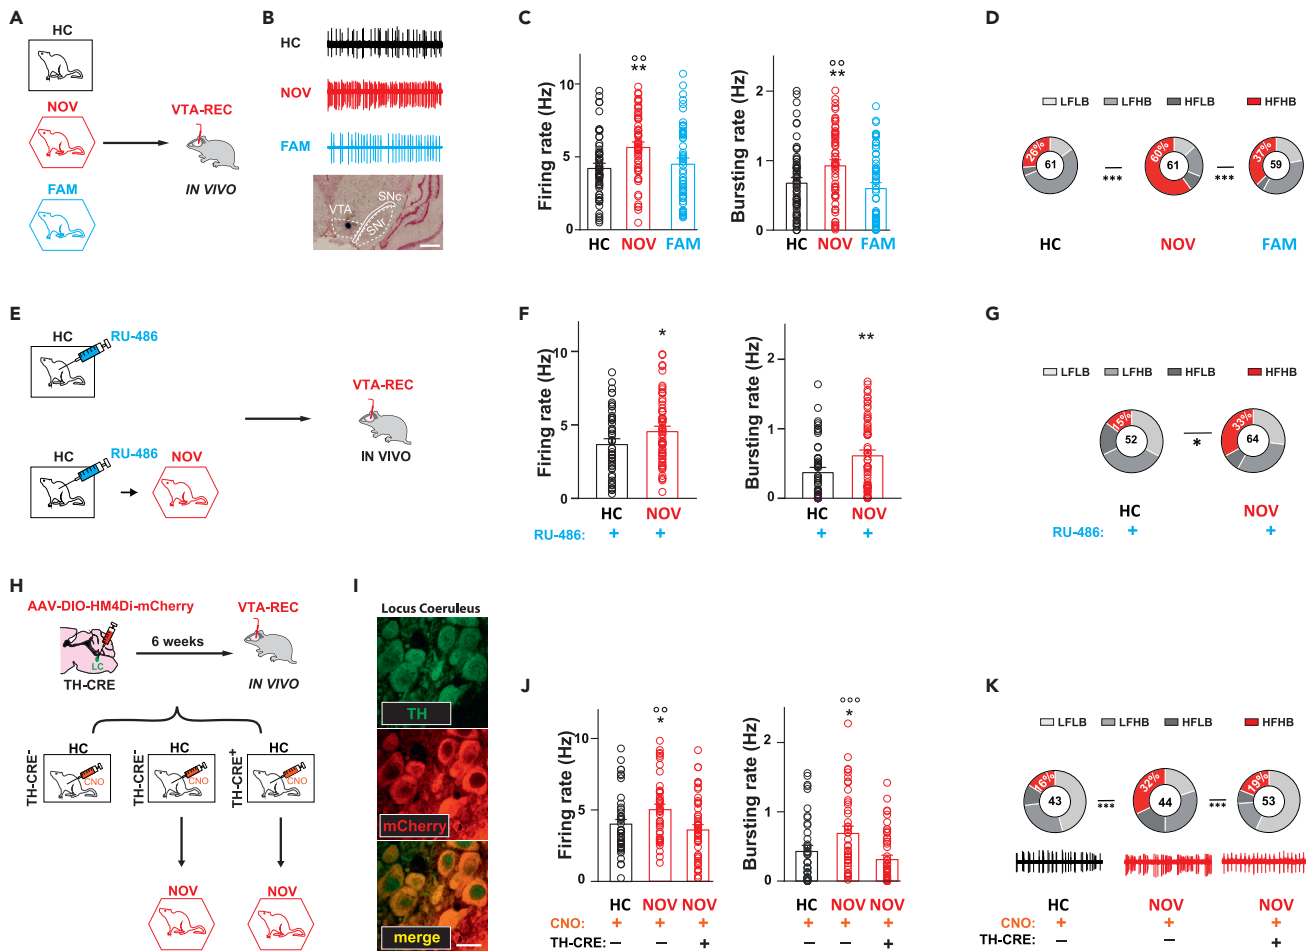 A
HC
NOV
FAM
VTA-REC
IN VIVO
B
HC
NOV
FAM
VTA
SNc
SNr
C
Firing rate (Hz)
10
5
0
HC NOV FAM
°°
**
Bursting rate (Hz)
2
1
0
HC NOV FAM
°°
**
D
LFLB LFHB HFLB HFHB
26% 61
***
60% 61
***
37% 59
HC NOV FAM
E
HC
RU-486
HC
RU-486
NOV
VTA-REC
IN VIVO
F
Firing rate (Hz)
10
5
0
*
HC NOV
RU-486: + +
Bursting rate (Hz)
2
1
0
**
HC NOV
+ +
G
LFLB LFHB HFLB HFHB
15% 52
*
33% 64
HC NOV
RU-486: + +
H
AAV-DIO-HM4Di-mCherry
VTA-REC
6 weeks
LC
TH-CRE
IN VIVO
TH-CRE-
HC
CNO
TH-CRE-
HC
CNO
TH-CRE+
HC
CNO
NOV
NOV
I
Locus Coeruleus
TH
mCherry
merge
J
Firing rate (Hz)
10
5
0
°°
*
HC NOV NOV
CNO: + + +
TH-CRE: − − +
Bursting rate (Hz)
2
1
0
°°°
*
HC NOV NOV
+ + +
− − +
K
LFLB LFHB HFLB HFHB
16% 43
***
32% 44
***
19% 53
HC NOV NOV
CNO: + + +
TH-CRE: − − +